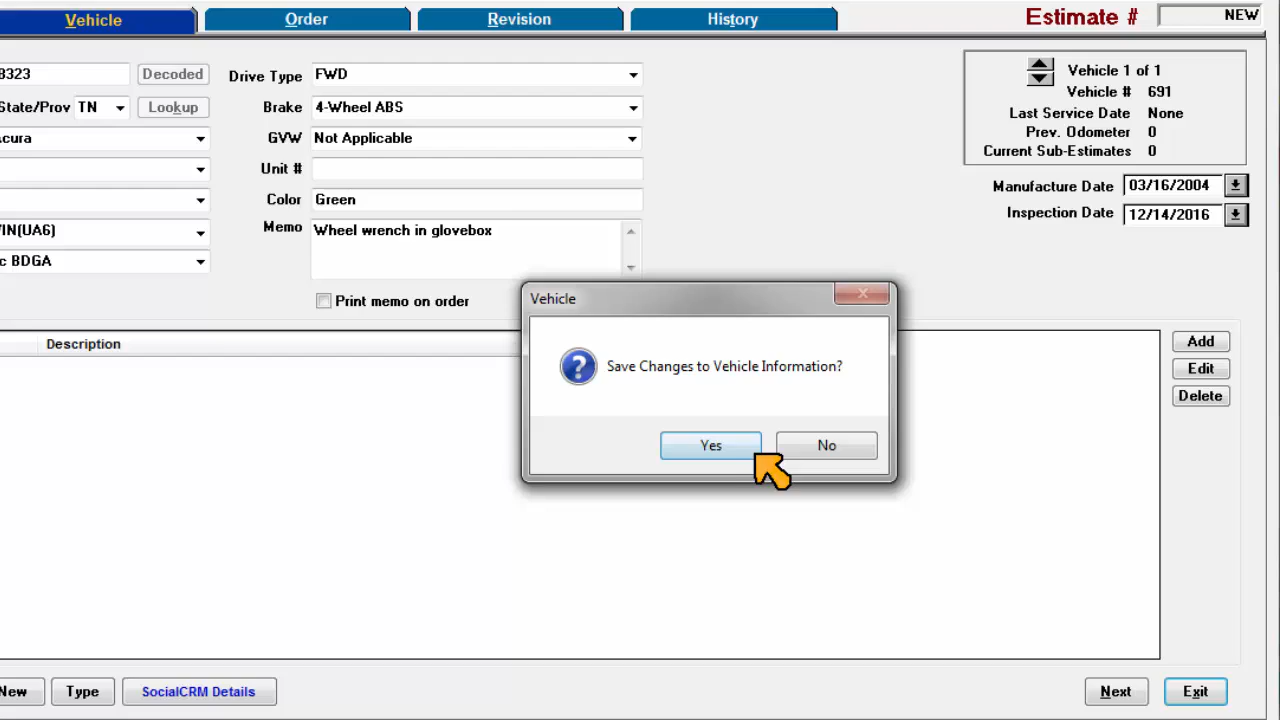 Vehicle Order Revision History Estimate # NEW
8323 Decoded Drive Type FWD Vehicle 1 of 1
State/Prov TN Lookup Brake 4-Wheel ABS Vehicle # 691
cura GVW Not Applicable Last Service Date None
Unit # Prev. Odometer 0
Current Sub-Estimates 0
Color Green Manufacture Date 03/16/2004
VIN(UA6) Memo Wheel wrench in glovebox Inspection Date 12/14/2016
c BDGA
Print memo on order
Vehicle
Description
Save Changes to Vehicle Information?
Yes No
Add
Edit
Delete
New Type SocialCRM Details Next Exit